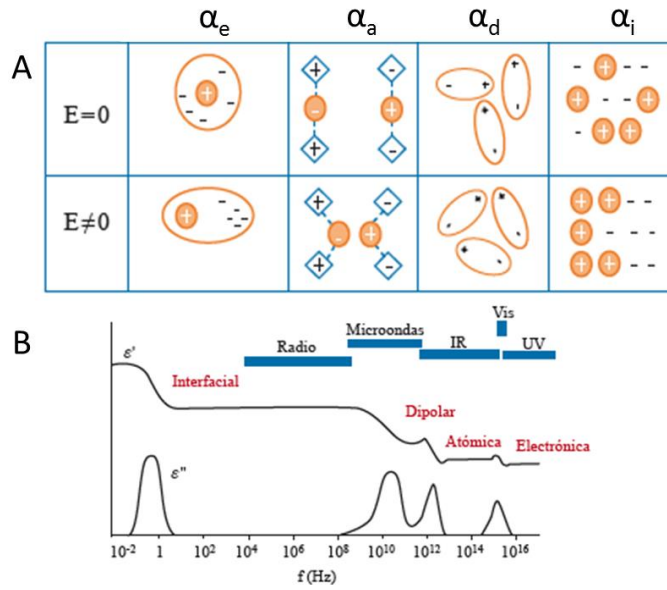 αe αa αd αi
A
E=0
E≠0
B
Vis
Microondas
Radio IR UV
ε'
Interfacial
Dipolar
Atómica Electrónica
ε"
10-2 1 102 104 106 108 1010 1012 1014 1016
f (Hz)